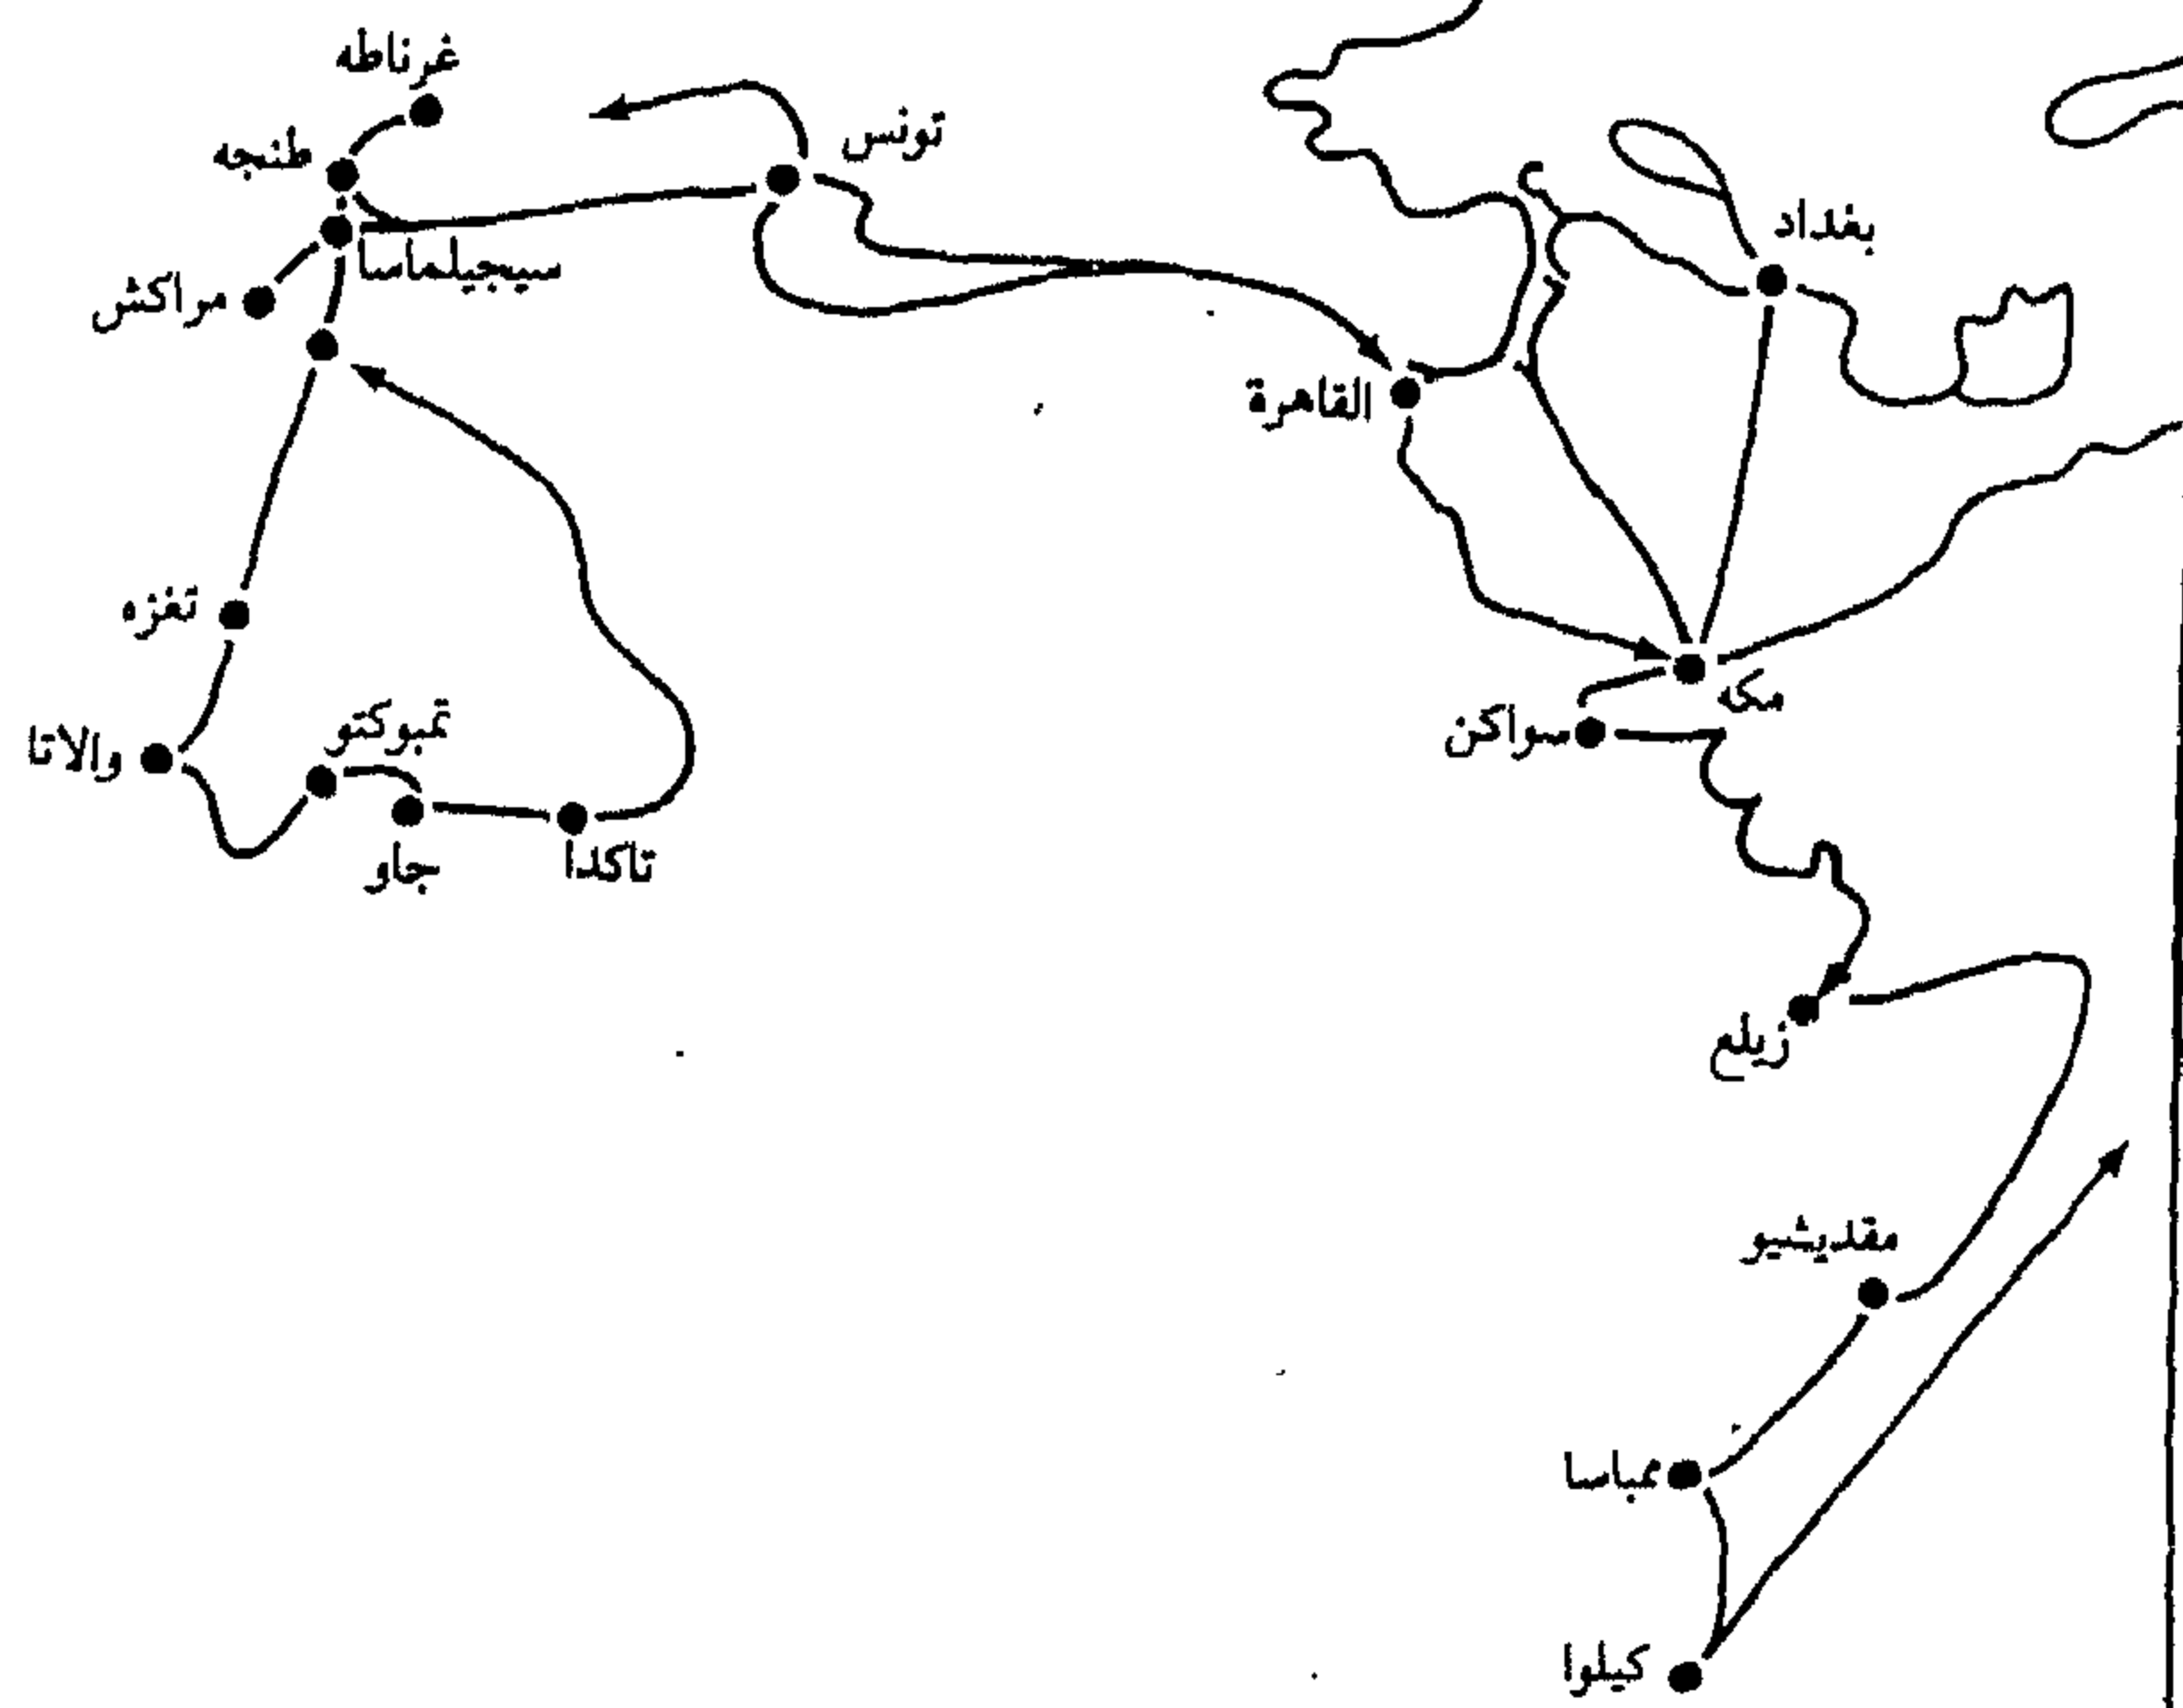 غرناطه
تونس
طنجه
بغداد
سيجيلماسا
مراكش
القاهرة
تغزه
مكه
تمبوكتو
سواكن
والاتا
جاو
تاكدا
زيلع
مقديشيو
ممباسا
كيلوا